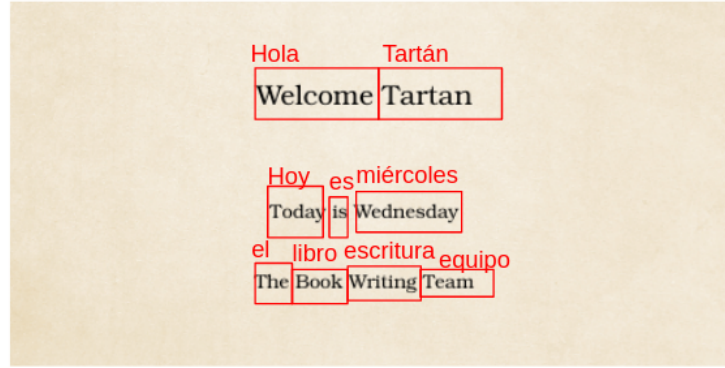 Hola Tartán
Welcome Tartan
Hoy es miércoles
Today is Wednesday
el libro escritura equipo
The Book Writing Team